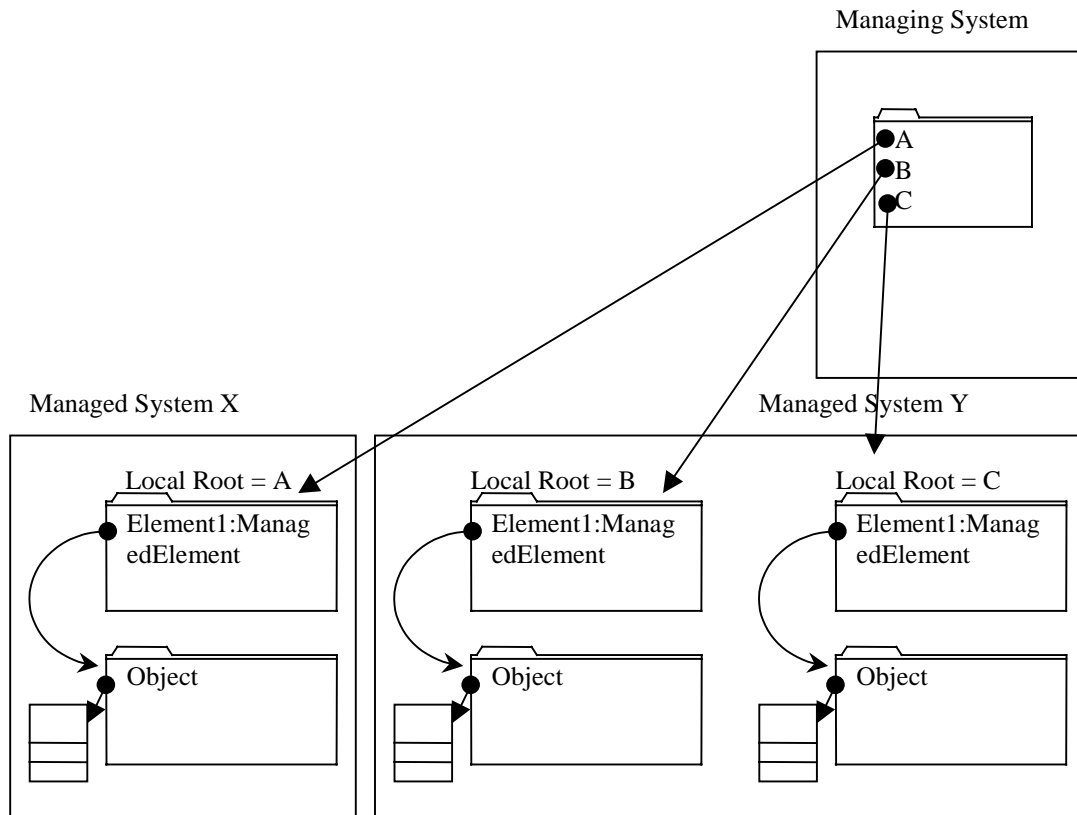 Managing System
A
B
C
Managed System X
Managed System Y
Local Root = A
Local Root = B
Local Root = C
Element1:Manag
edElement
Element1:Manag
edElement
Element1:Manag
edElement
Object
Object
Object